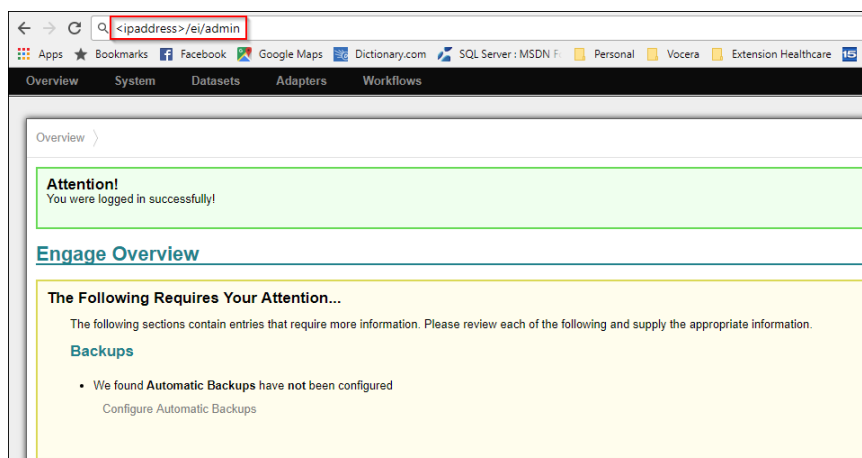 <ipaddress>/ei/admin
Apps Bookmarks Facebook Google Maps Dictionary.com SQL Server : MSDN Personal Vocera Extension Healthcare 15
Overview System Datasets Adapters Workflows
Overview
Attention!
You were logged in successfully!
Engage Overview
The Following Requires Your Attention...
The following sections contain entries that require more information. Please review each of the following and supply the appropriate information.
Backups
• We found Automatic Backups have not been configured
Configure Automatic Backups